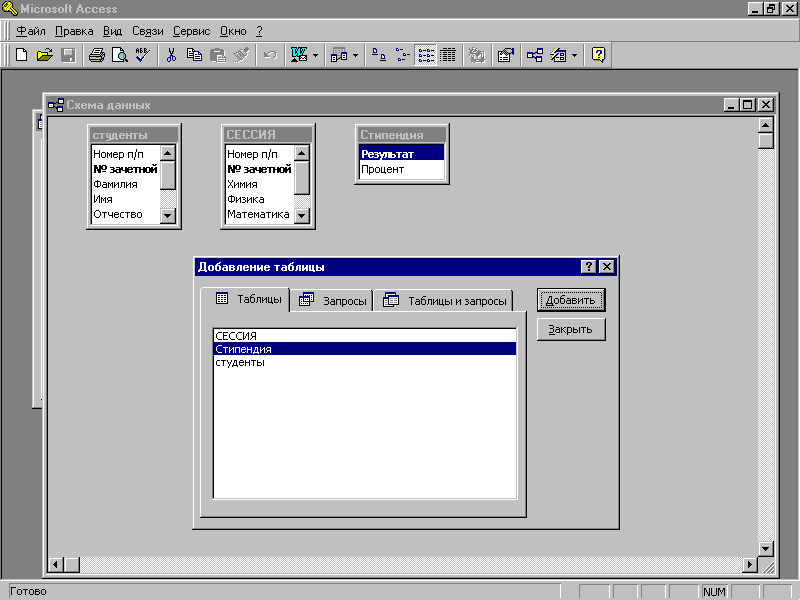 Microsoft Access
Файл Правка Вид Связи Сервис Окно ?
Схема данных
студенты
Номер п/п
№ зачетной
Фамилия
Имя
Отчество
СЕССИЯ
Номер п/п
№ зачетной
Химия
Физика
Математика
Стипендия
Результат
Процент
Добавление таблицы
Таблицы Запросы Таблицы и запросы
СЕССИЯ
Стипендия
студенты
Добавить
Закрыть
Готово
NUM